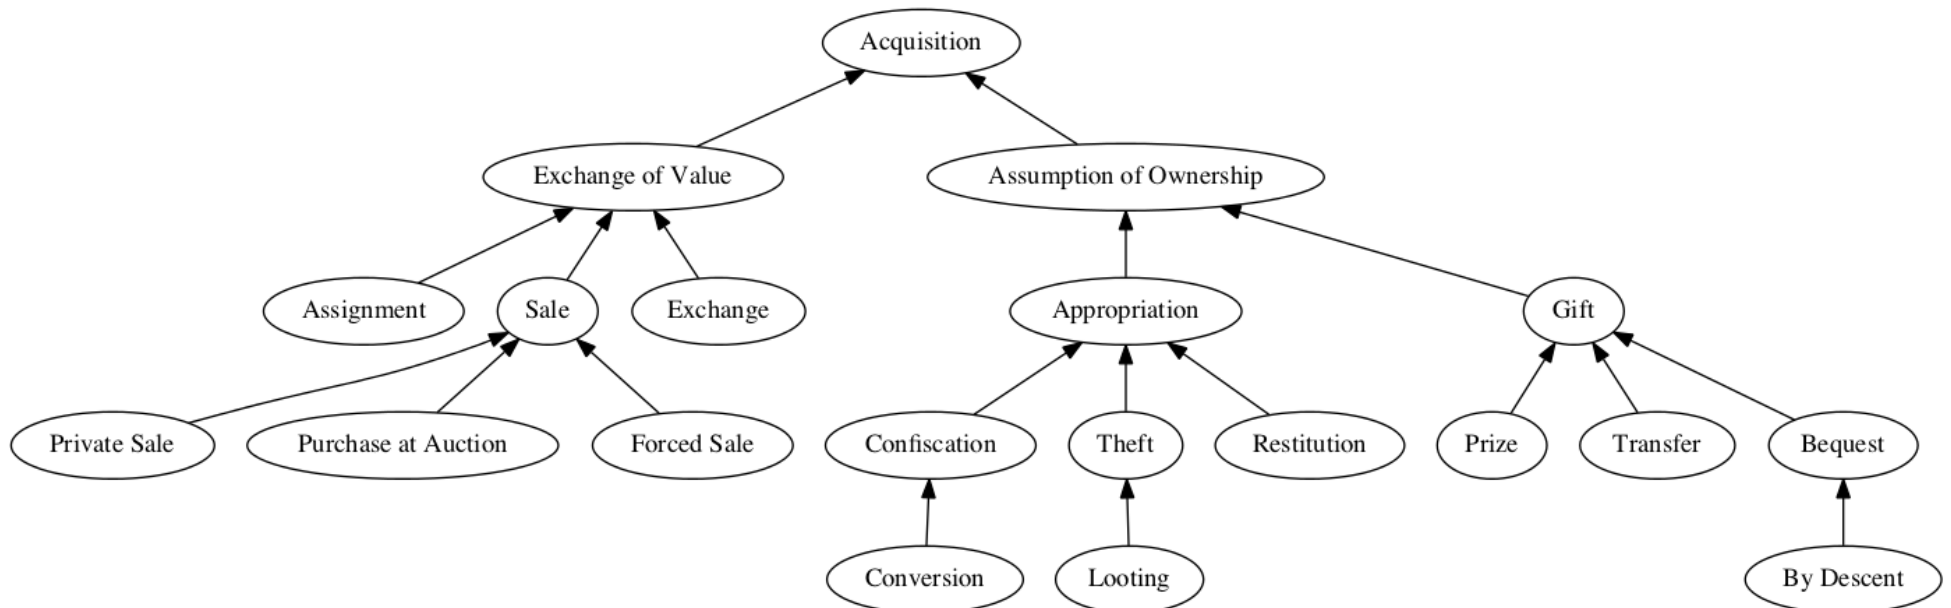 Acquisition
Exchange of Value
Assumption of Ownership
Assignment
Sale
Exchange
Appropriation
Gift
Private Sale
Purchase at Auction
Forced Sale
Confiscation
Theft
Restitution
Prize
Transfer
Bequest
Conversion
Looting
By Descent